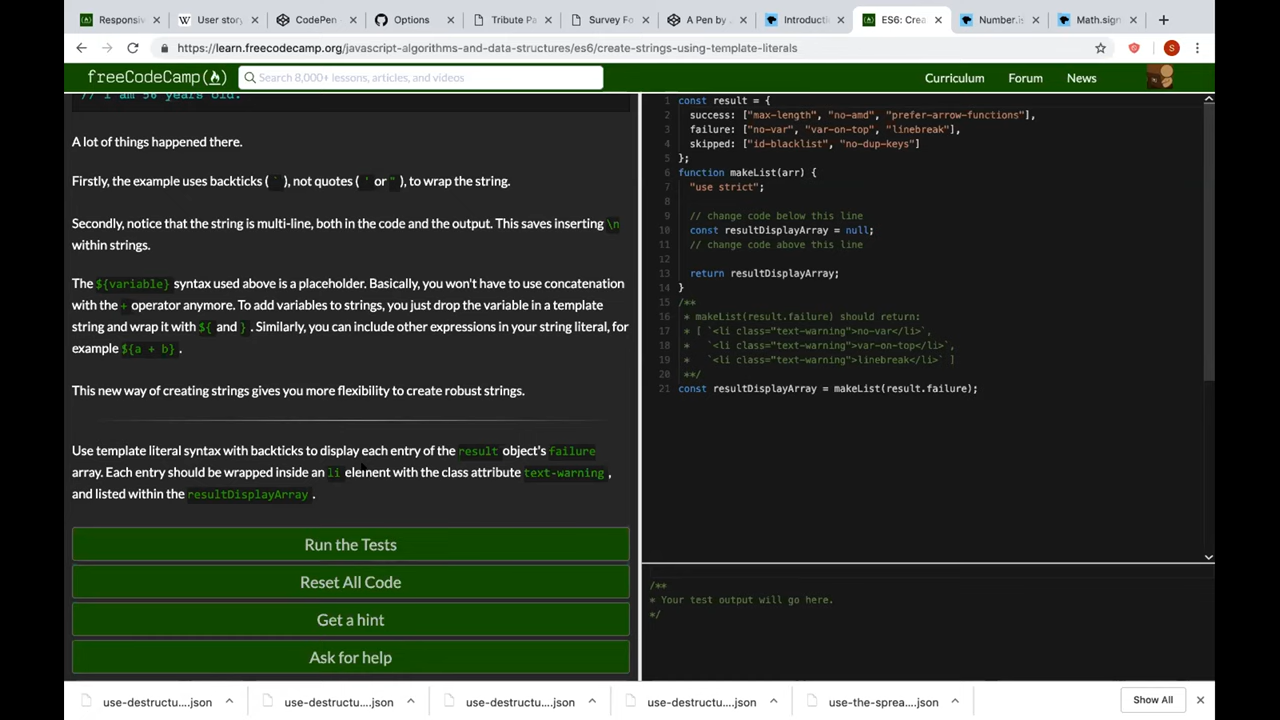 Responsiv
User story
CodePen
Options
Tribute Pa
Survey Fo
A Pen by
Introducti
ES6: Crea
Number.is
Math.sign
https://learn.freecodecamp.org/javascript-algorithms-and-data-structures/es6/create-strings-using-template-literals
S
freeCodeCamp
Search 8,000+ lessons, articles, and videos
Curriculum
Forum
News
// I am 56 years old.
A lot of things happened there.
Firstly, the example uses backticks ( ` ), not quotes ( ' or " ), to wrap the string.
Secondly, notice that the string is multi-line, both in the code and the output. This saves inserting \n
within strings.
The ${variable} syntax used above is a placeholder. Basically, you won't have to use concatenation
with the + operator anymore. To add variables to strings, you just drop the variable in a template
string and wrap it with ${ and } . Similarly, you can include other expressions in your string literal, for
example ${a + b} .
This new way of creating strings gives you more flexibility to create robust strings.
Use template literal syntax with backticks to display each entry of the result object's failure
array. Each entry should be wrapped inside an li element with the class attribute text-warning ,
and listed within the resultDisplayArray .
Run the Tests
Reset All Code
Get a hint
Ask for help
1 const result = {
2 success: ["max-length", "no-amd", "prefer-arrow-functions"],
3 failure: ["no-var", "var-on-top", "linebreak"],
4 skipped: ["id-blacklist", "no-dup-keys"]
5 };
6 function makeList(arr) {
7 "use strict";
8
9 // change code below this line
10 const resultDisplayArray = null;
11 // change code above this line
12
13 return resultDisplayArray;
14 }
15 /**
16 * makeList(result.failure) should return:
17 * [ `<li class="text-warning">no-var</li>`,
18 * `<li class="text-warning">var-on-top</li>`,
19 * `<li class="text-warning">linebreak</li>` ]
20 **/
21 const resultDisplayArray = makeList(result.failure);
/**
* Your test output will go here.
*/
use-destructu....json
use-destructu....json
use-destructu....json
use-destructu....json
use-the-sprea....json
Show All